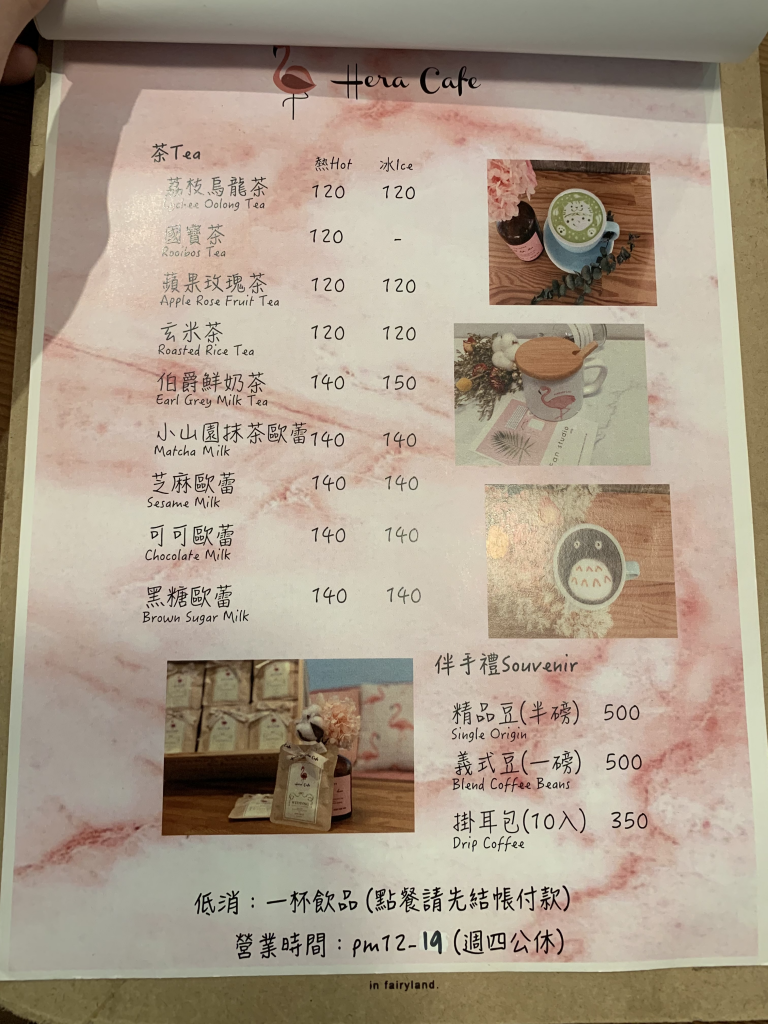 Hera Cafe
茶Tea
熱Hot 冰Ice
荔枝烏龍茶 120 120
Lychee Oolong Tea
國寶茶 120 -
Rooibos Tea
蘋果玫瑰茶 120 120
Apple Rose Fruit Tea
玄米茶 120 120
Roasted Rice Tea
伯爵鮮奶茶 140 150
Earl Grey Milk Tea
小山園抹茶歐蕾 140 140
Matcha Milk
芝麻歐蕾 140 140
Sesame Milk
可可歐蕾 140 140
Chocolate Milk
黑糖歐蕾 140 140
Brown Sugar Milk
伴手禮Souvenir
精品豆(半磅) 500
Single Origin
義式豆(一磅) 500
Blend Coffee Beans
掛耳包(10入) 350
Drip Coffee
低消：一杯飲品 (點餐請先結帳付款)
營業時間：pm12-19 (週四公休)
in fairyland.